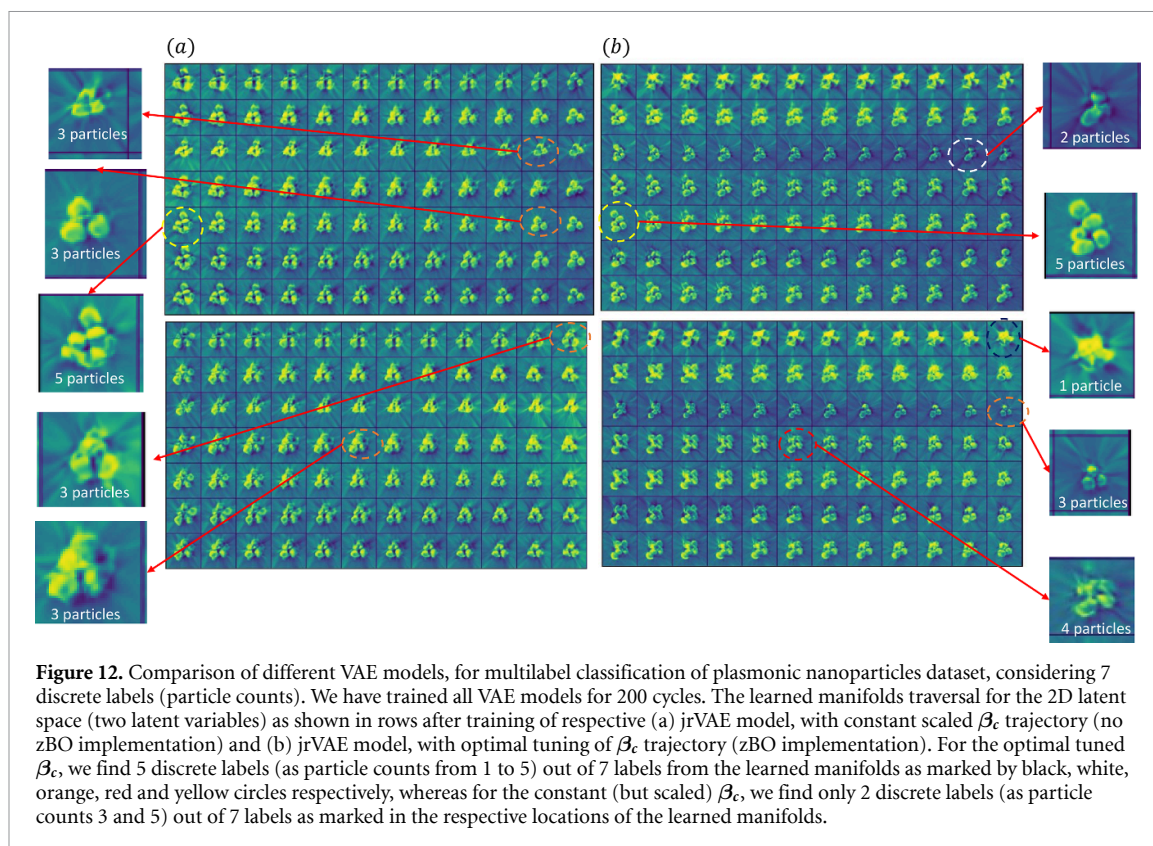 (a)
(b)
3 particles
3 particles
5 particles
3 particles
3 particles
2 particles
5 particles
1 particle
3 particles
4 particles
Figure 12. Comparison of different VAE models, for multilabel classification of plasmonic nanoparticles dataset, considering 7
discrete labels (particle counts). We have trained all VAE models for 200 cycles. The learned manifolds traversal for the 2D latent
space (two latent variables) as shown in rows after training of respective (a) jrVAE model, with constant scaled βc trajectory (no
zBO implementation) and (b) jrVAE model, with optimal tuning of βc trajectory (zBO implementation). For the optimal tuned
βc, we find 5 discrete labels (as particle counts from 1 to 5) out of 7 labels from the learned manifolds as marked by black, white,
orange, red and yellow circles respectively, whereas for the constant (but scaled) βc, we find only 2 discrete labels (as particle
counts 3 and 5) out of 7 labels as marked in the respective locations of the learned manifolds.